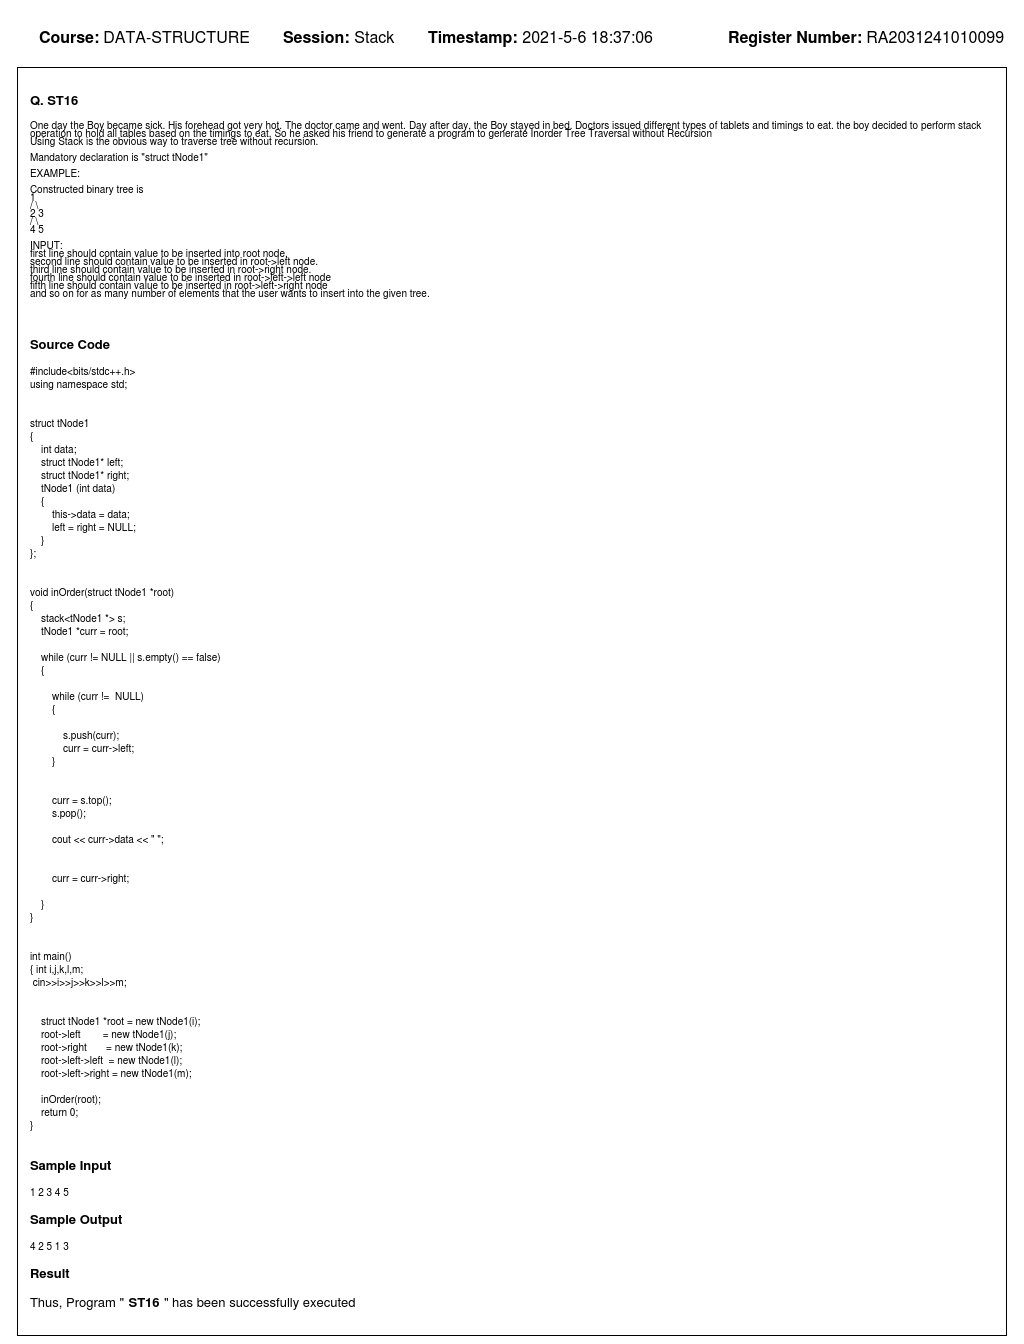 Course: DATA-STRUCTURE Session: Stack Timestamp: 2021-5-6 18:37:06 Register Number: RA2031241010099
Q. ST16
One day the Boy became sick. His forehead got very hot. The doctor came and went. Day after day, the Boy stayed in bed. Doctors issued different types of tablets and timings to eat. the boy decided to perform stack
operation to hold all tables based on the timings to eat. So he asked his friend to generate a program to generate Inorder Tree Traversal without Recursion
Using Stack is the obvious way to traverse tree without recursion.
Mandatory declaration is "struct tNode1"
EXAMPLE:
Constructed binary tree is
1
/ \
2 3
/ \
4 5
INPUT:
first line should contain value to be inserted into root node.
second line should contain value to be inserted in root->left node.
third line should contain value to be inserted in root->right node.
fourth line should contain value to be inserted in root->left->left node
fifth line should contain value to be inserted in root->left->right node
and so on for as many number of elements that the user wants to insert into the given tree.
Source Code
#include<bits/stdc++.h>
using namespace std;
struct tNode1
{
int data;
struct tNode1* left;
struct tNode1* right;
tNode1 (int data)
{
this->data = data;
left = right = NULL;
}
};
void inOrder(struct tNode1 *root)
{
stack<tNode1 *> s;
tNode1 *curr = root;
while (curr != NULL || s.empty() == false)
{
while (curr !=  NULL)
{
s.push(curr);
curr = curr->left;
}
curr = s.top();
s.pop();
cout << curr->data << " ";
curr = curr->right;
}
}
int main()
{ int i,j,k,l,m;
cin>>i>>j>>k>>l>>m;
struct tNode1 *root = new tNode1(i);
root->left        = new tNode1(j);
root->right       = new tNode1(k);
root->left->left  = new tNode1(l);
root->left->right = new tNode1(m);
inOrder(root);
return 0;
}
Sample Input
1 2 3 4 5
Sample Output
4 2 5 1 3
Result
Thus, Program " ST16 " has been successfully executed